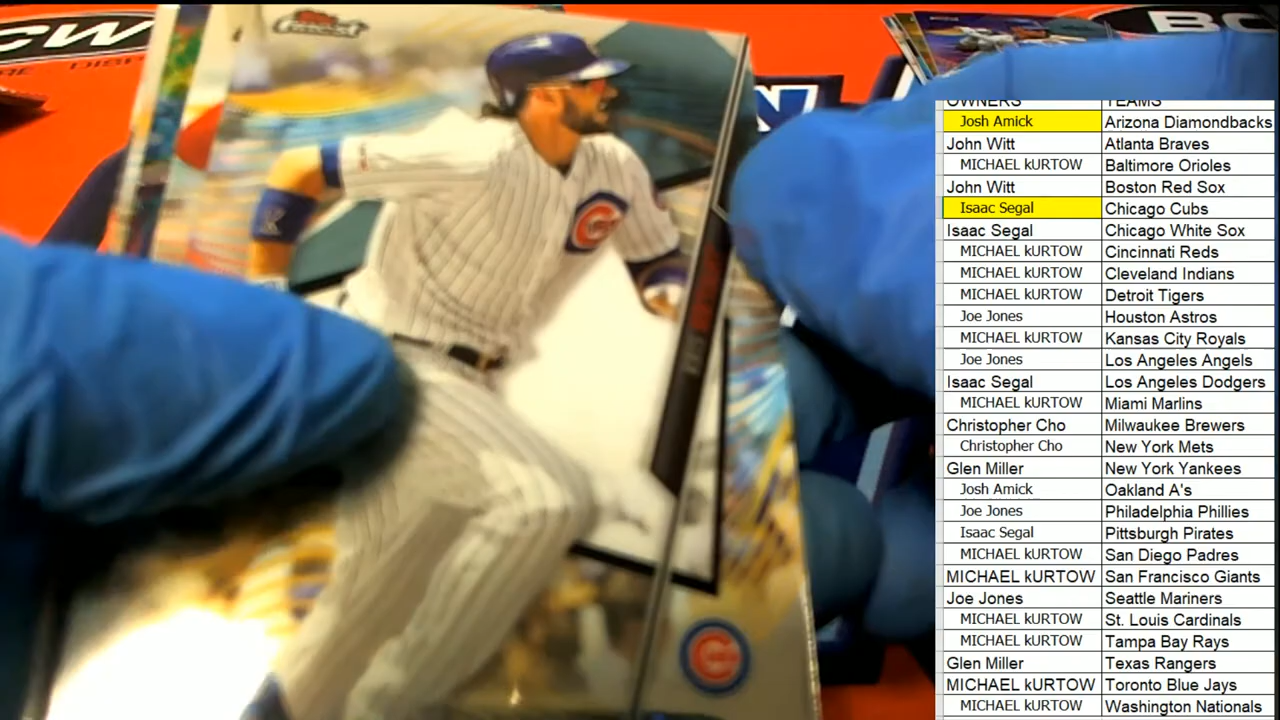 CW
BC
Topps
Finest
N
K
C
KRIS BRYANT
C
OWNERS TEAMS
Josh Amick Arizona Diamondbacks
John Witt Atlanta Braves
MICHAEL kURTOW Baltimore Orioles
John Witt Boston Red Sox
Isaac Segal Chicago Cubs
Isaac Segal Chicago White Sox
MICHAEL kURTOW Cincinnati Reds
MICHAEL kURTOW Cleveland Indians
MICHAEL kURTOW Detroit Tigers
Joe Jones Houston Astros
MICHAEL kURTOW Kansas City Royals
Joe Jones Los Angeles Angels
Isaac Segal Los Angeles Dodgers
MICHAEL kURTOW Miami Marlins
Christopher Cho Milwaukee Brewers
Christopher Cho New York Mets
Glen Miller New York Yankees
Josh Amick Oakland A's
Joe Jones Philadelphia Phillies
Isaac Segal Pittsburgh Pirates
MICHAEL kURTOW San Diego Padres
MICHAEL kURTOW San Francisco Giants
Joe Jones Seattle Mariners
MICHAEL kURTOW St. Louis Cardinals
MICHAEL kURTOW Tampa Bay Rays
Glen Miller Texas Rangers
MICHAEL kURTOW Toronto Blue Jays
MICHAEL kURTOW Washington Nationals